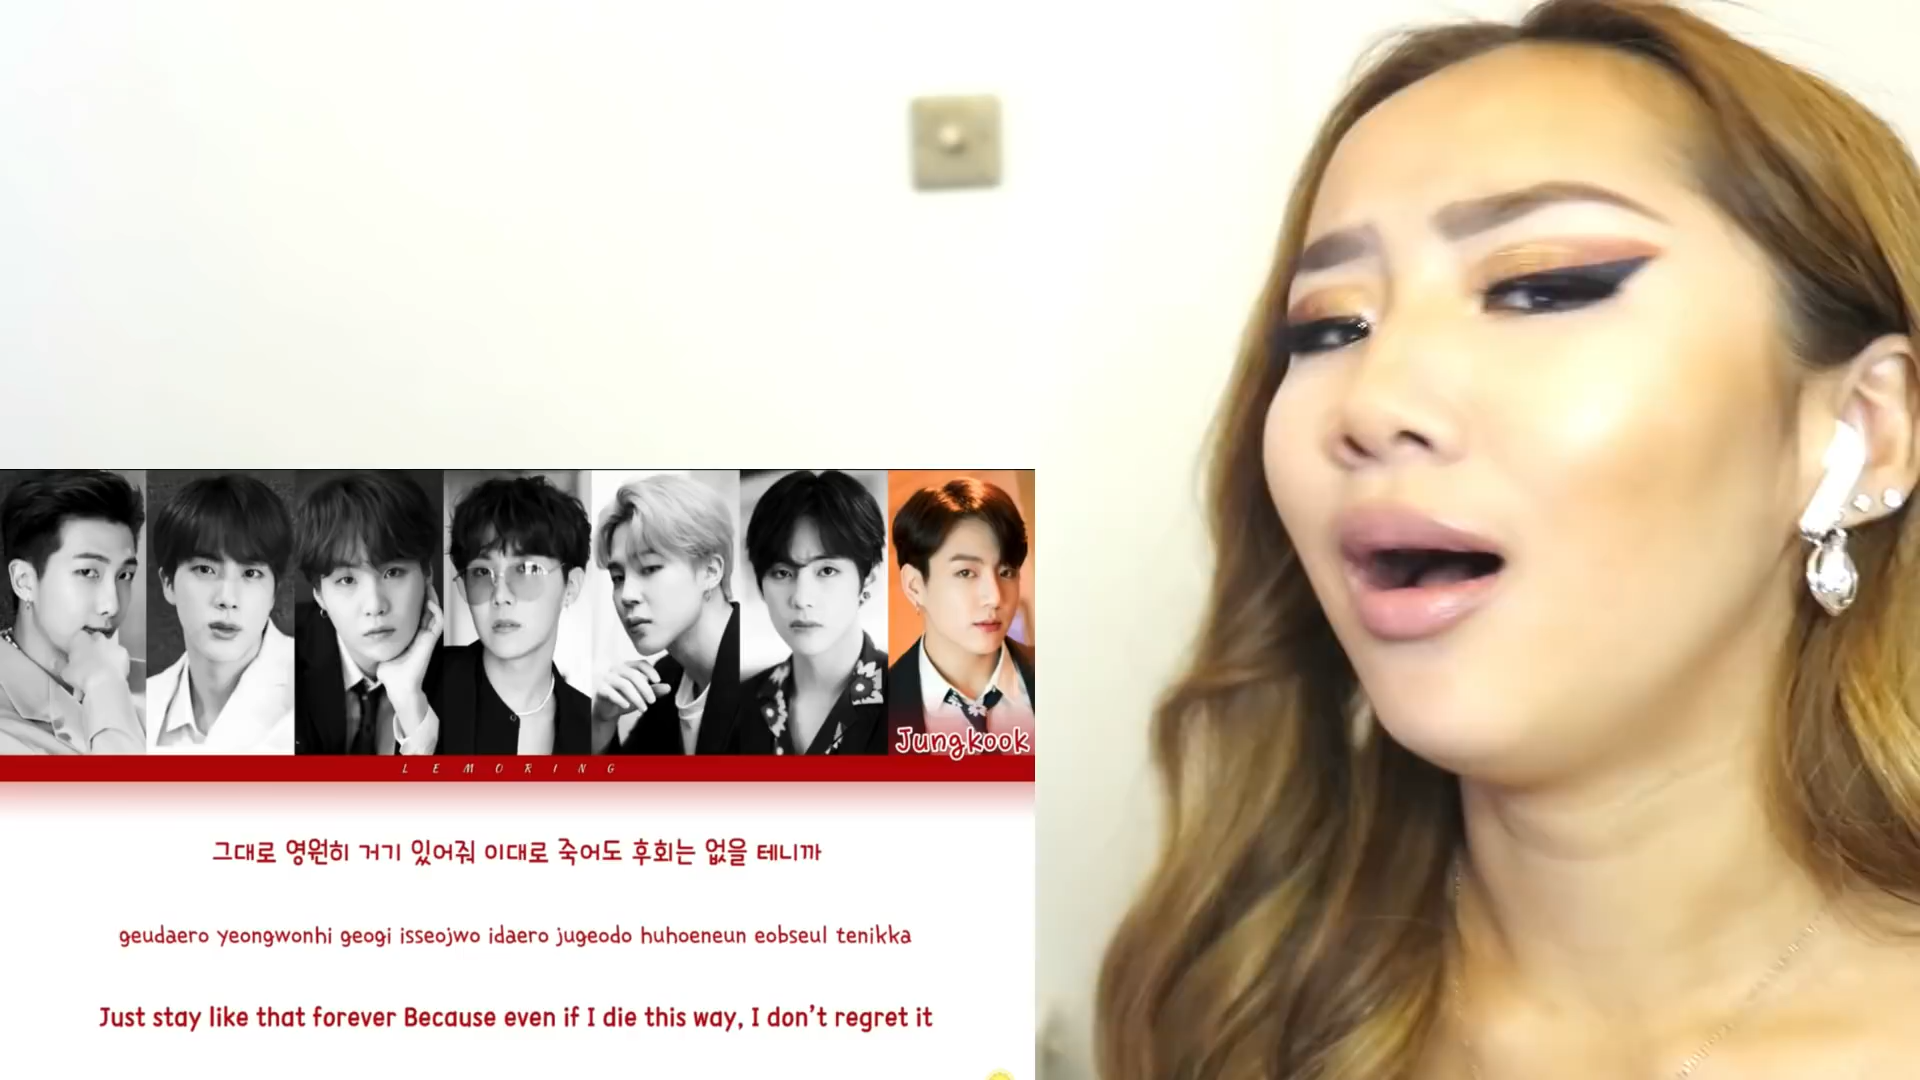 Jungkook
LEMORING
그대로 영원히 거기 있어줘 이대로 죽어도 후회는 없을 테니까
geudaero yeongwonhi geogi isseojwo idaero jugeodo huhoeneun eobseul tenikka
Just stay like that forever Because even if I die this way, I don't regret it